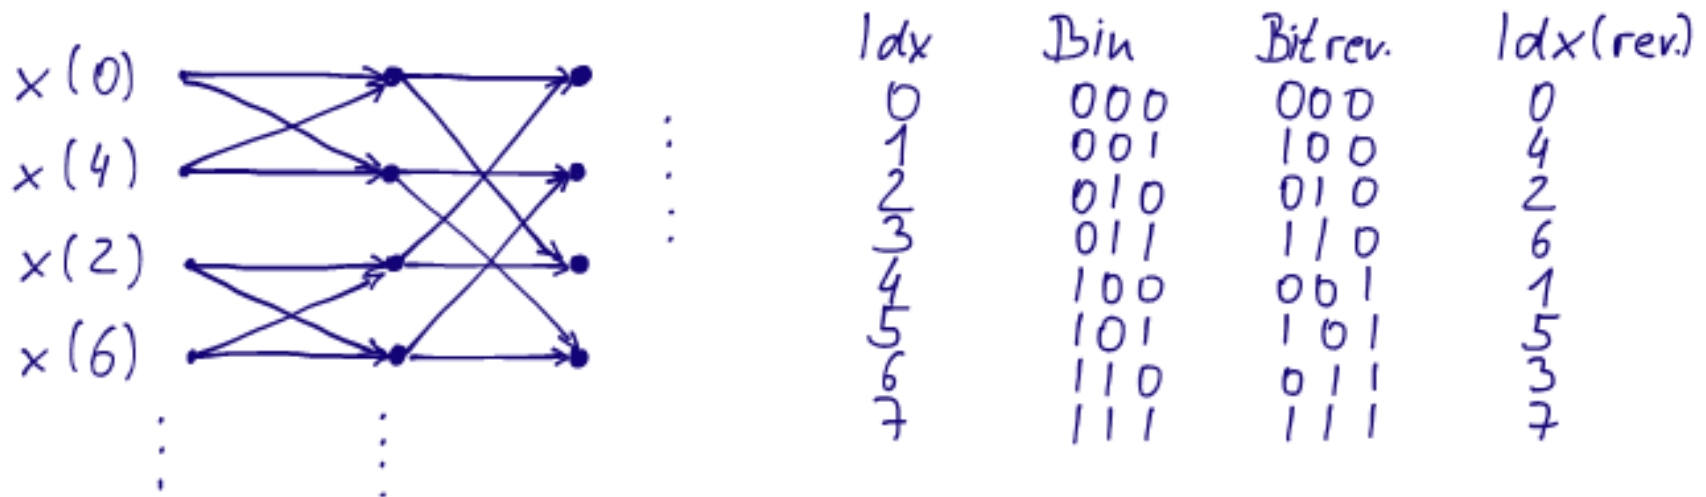 x(0)
x(4)
x(2)
x(6)
Idx Bin Bitrev. Idx(rev.)
0 000 000 0
1 001 100 4
2 010 010 2
3 011 110 6
4 100 001 1
5 101 101 5
6 110 011 3
7 111 111 7